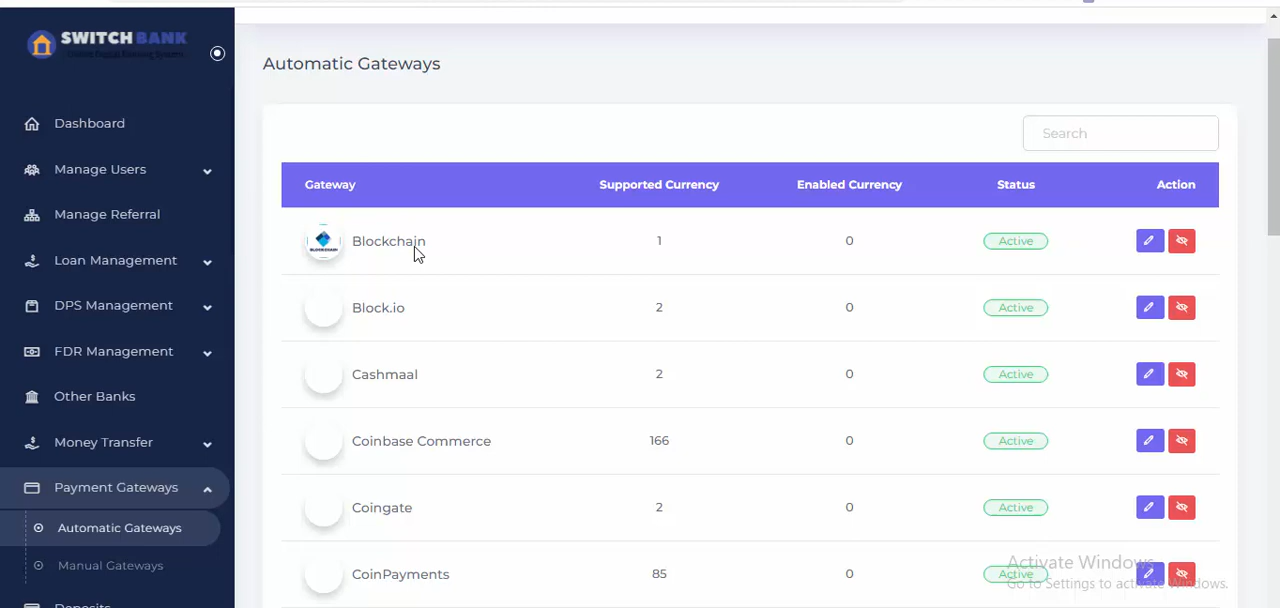 SWITCH BANK
Automatic Gateways
Search
Dashboard
Manage Users
Manage Referral
Loan Management
DPS Management
FDR Management
Other Banks
Money Transfer
Payment Gateways
Automatic Gateways
Manual Gateways
Deposits
Gateway Supported Currency Enabled Currency Status Action
BLOCKCHAIN
Blockchain 1 0 Active
Block.io 2 0 Active
Cashmaal 2 0 Active
Coinbase Commerce 166 0 Active
Coingate 2 0 Active
CoinPayments 85 0 Active
Activate Windows
Go to Settings to activate Windows.